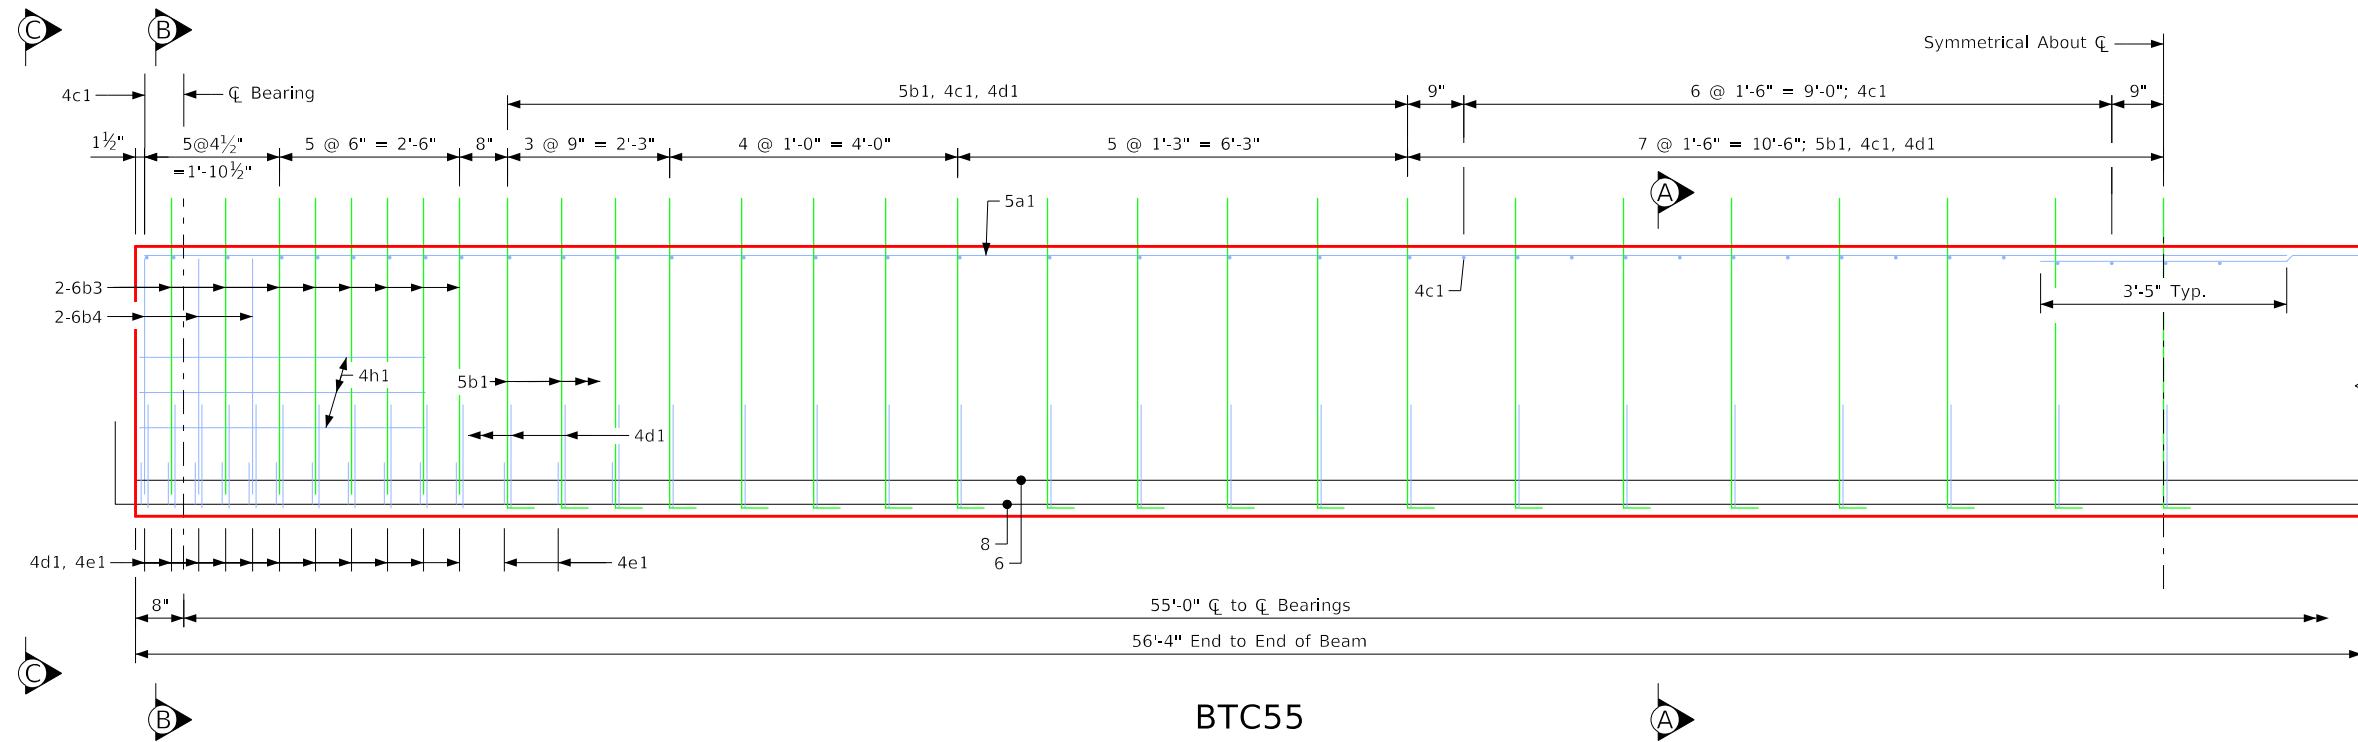 C
B
Symmetrical About ℄
4c1
℄ Bearing
5b1, 4c1, 4d1
9"
6 @ 1'-6" = 9'-0"; 4c1
9"
1½"
5@4½"
=1'-10½"
5 @ 6" = 2'-6"
8"
3 @ 9" = 2'-3"
4 @ 1'-0" = 4'-0"
5 @ 1'-3" = 6'-3"
7 @ 1'-6" = 10'-6"; 5b1, 4c1, 4d1
A
5a1
2-6b3
4c1
3'-5" Typ.
2-6b4
4h1
5b1
4d1
8
6
4d1, 4e1
4e1
8"
55'-0" ℄ to ℄ Bearings
56'-4" End to End of Beam
C
B
BTC55
A